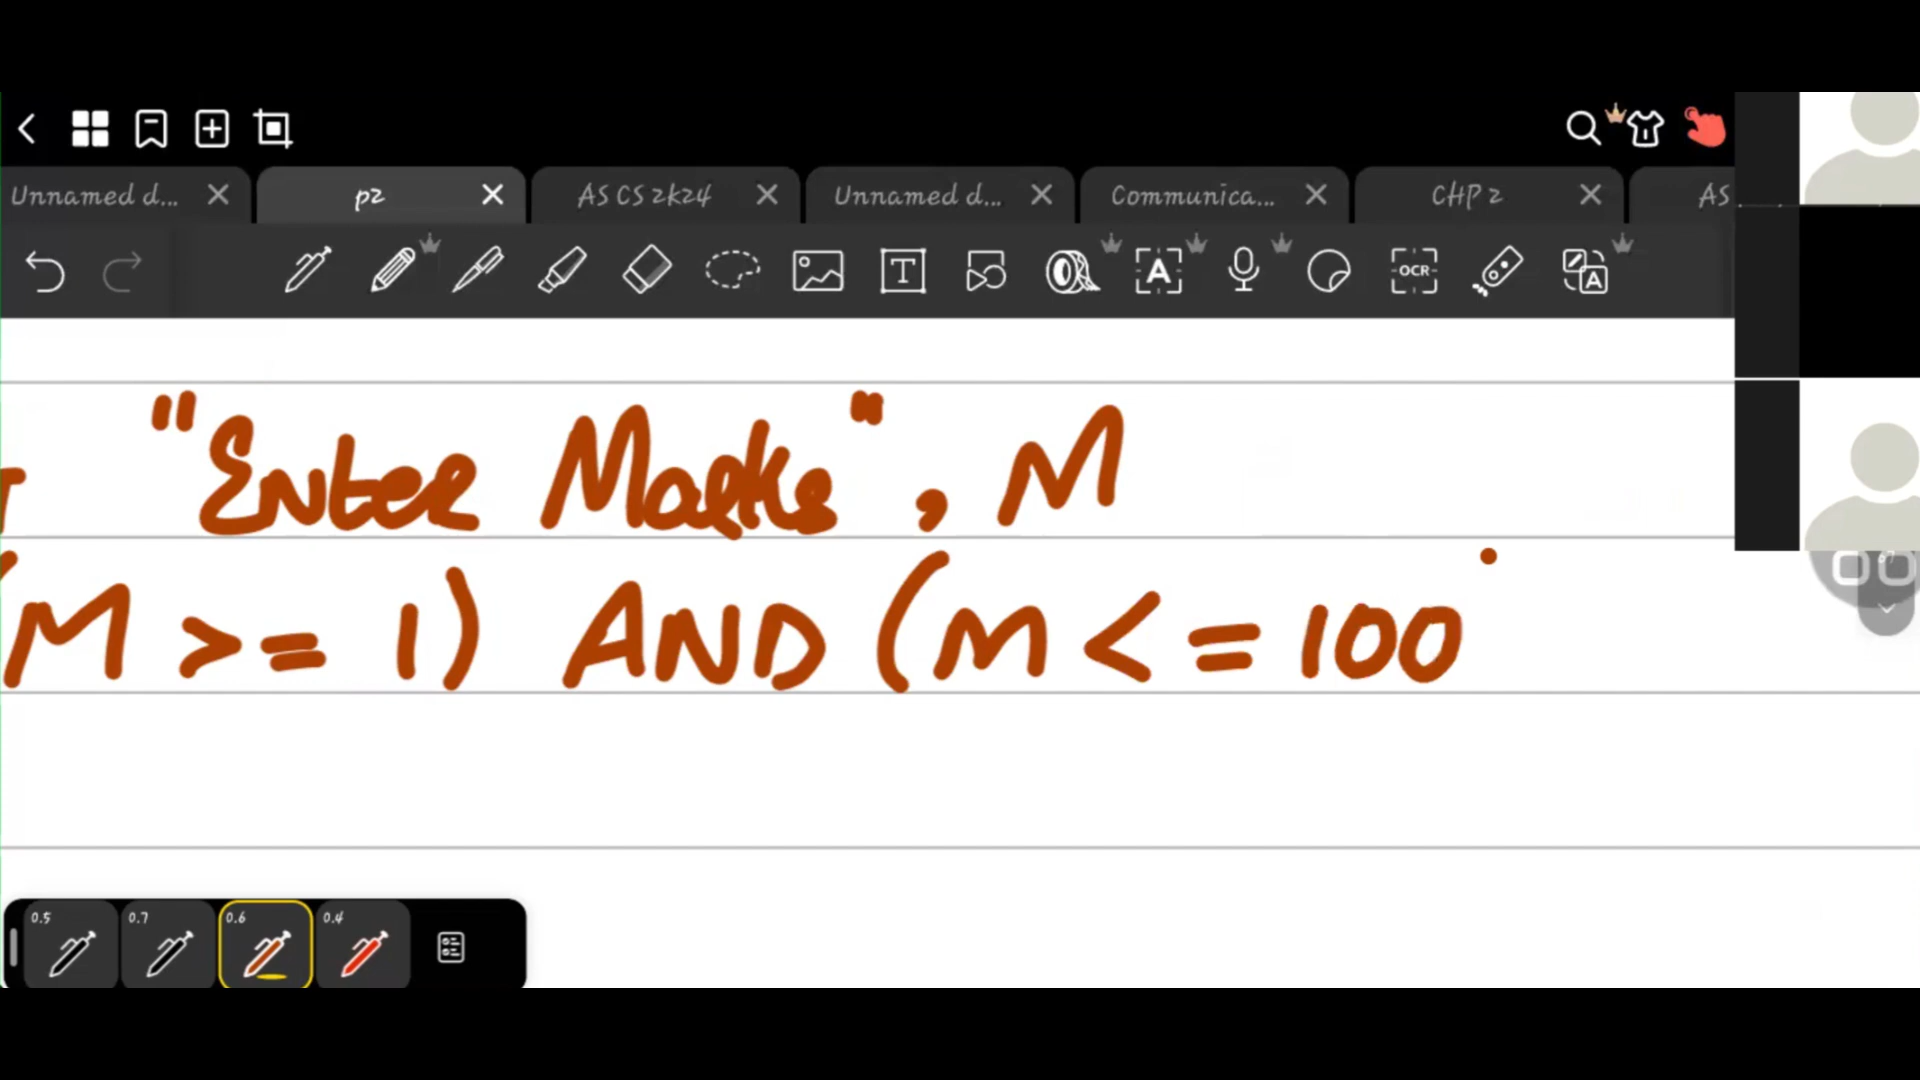 Unnamed d...
p2
AS CS 2k24
Unnamed d...
Communica...
CHP 2
AS
T
A
OCR
A
"Enter Marks", M
(M >= 1) AND (M <= 100
0.5
0.7
0.6
0.4